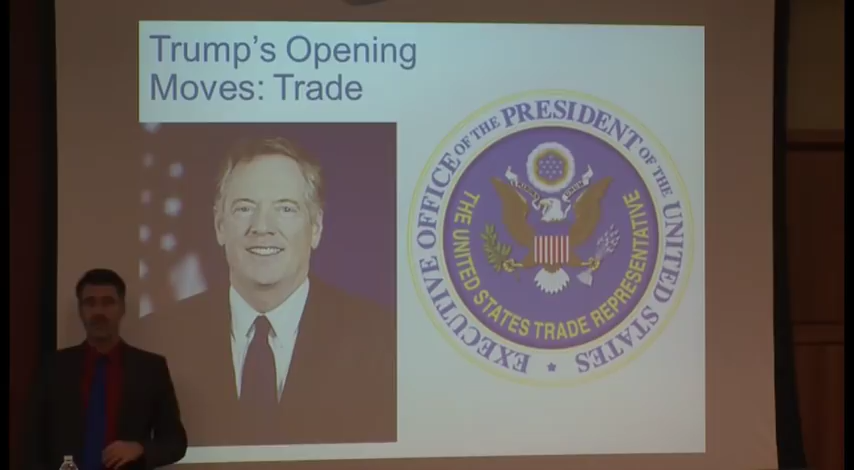 Trump's Opening
Moves: Trade
EXECUTIVE OFFICE OF THE PRESIDENT OF THE UNITED STATES
THE UNITED STATES TRADE REPRESENTATIVE